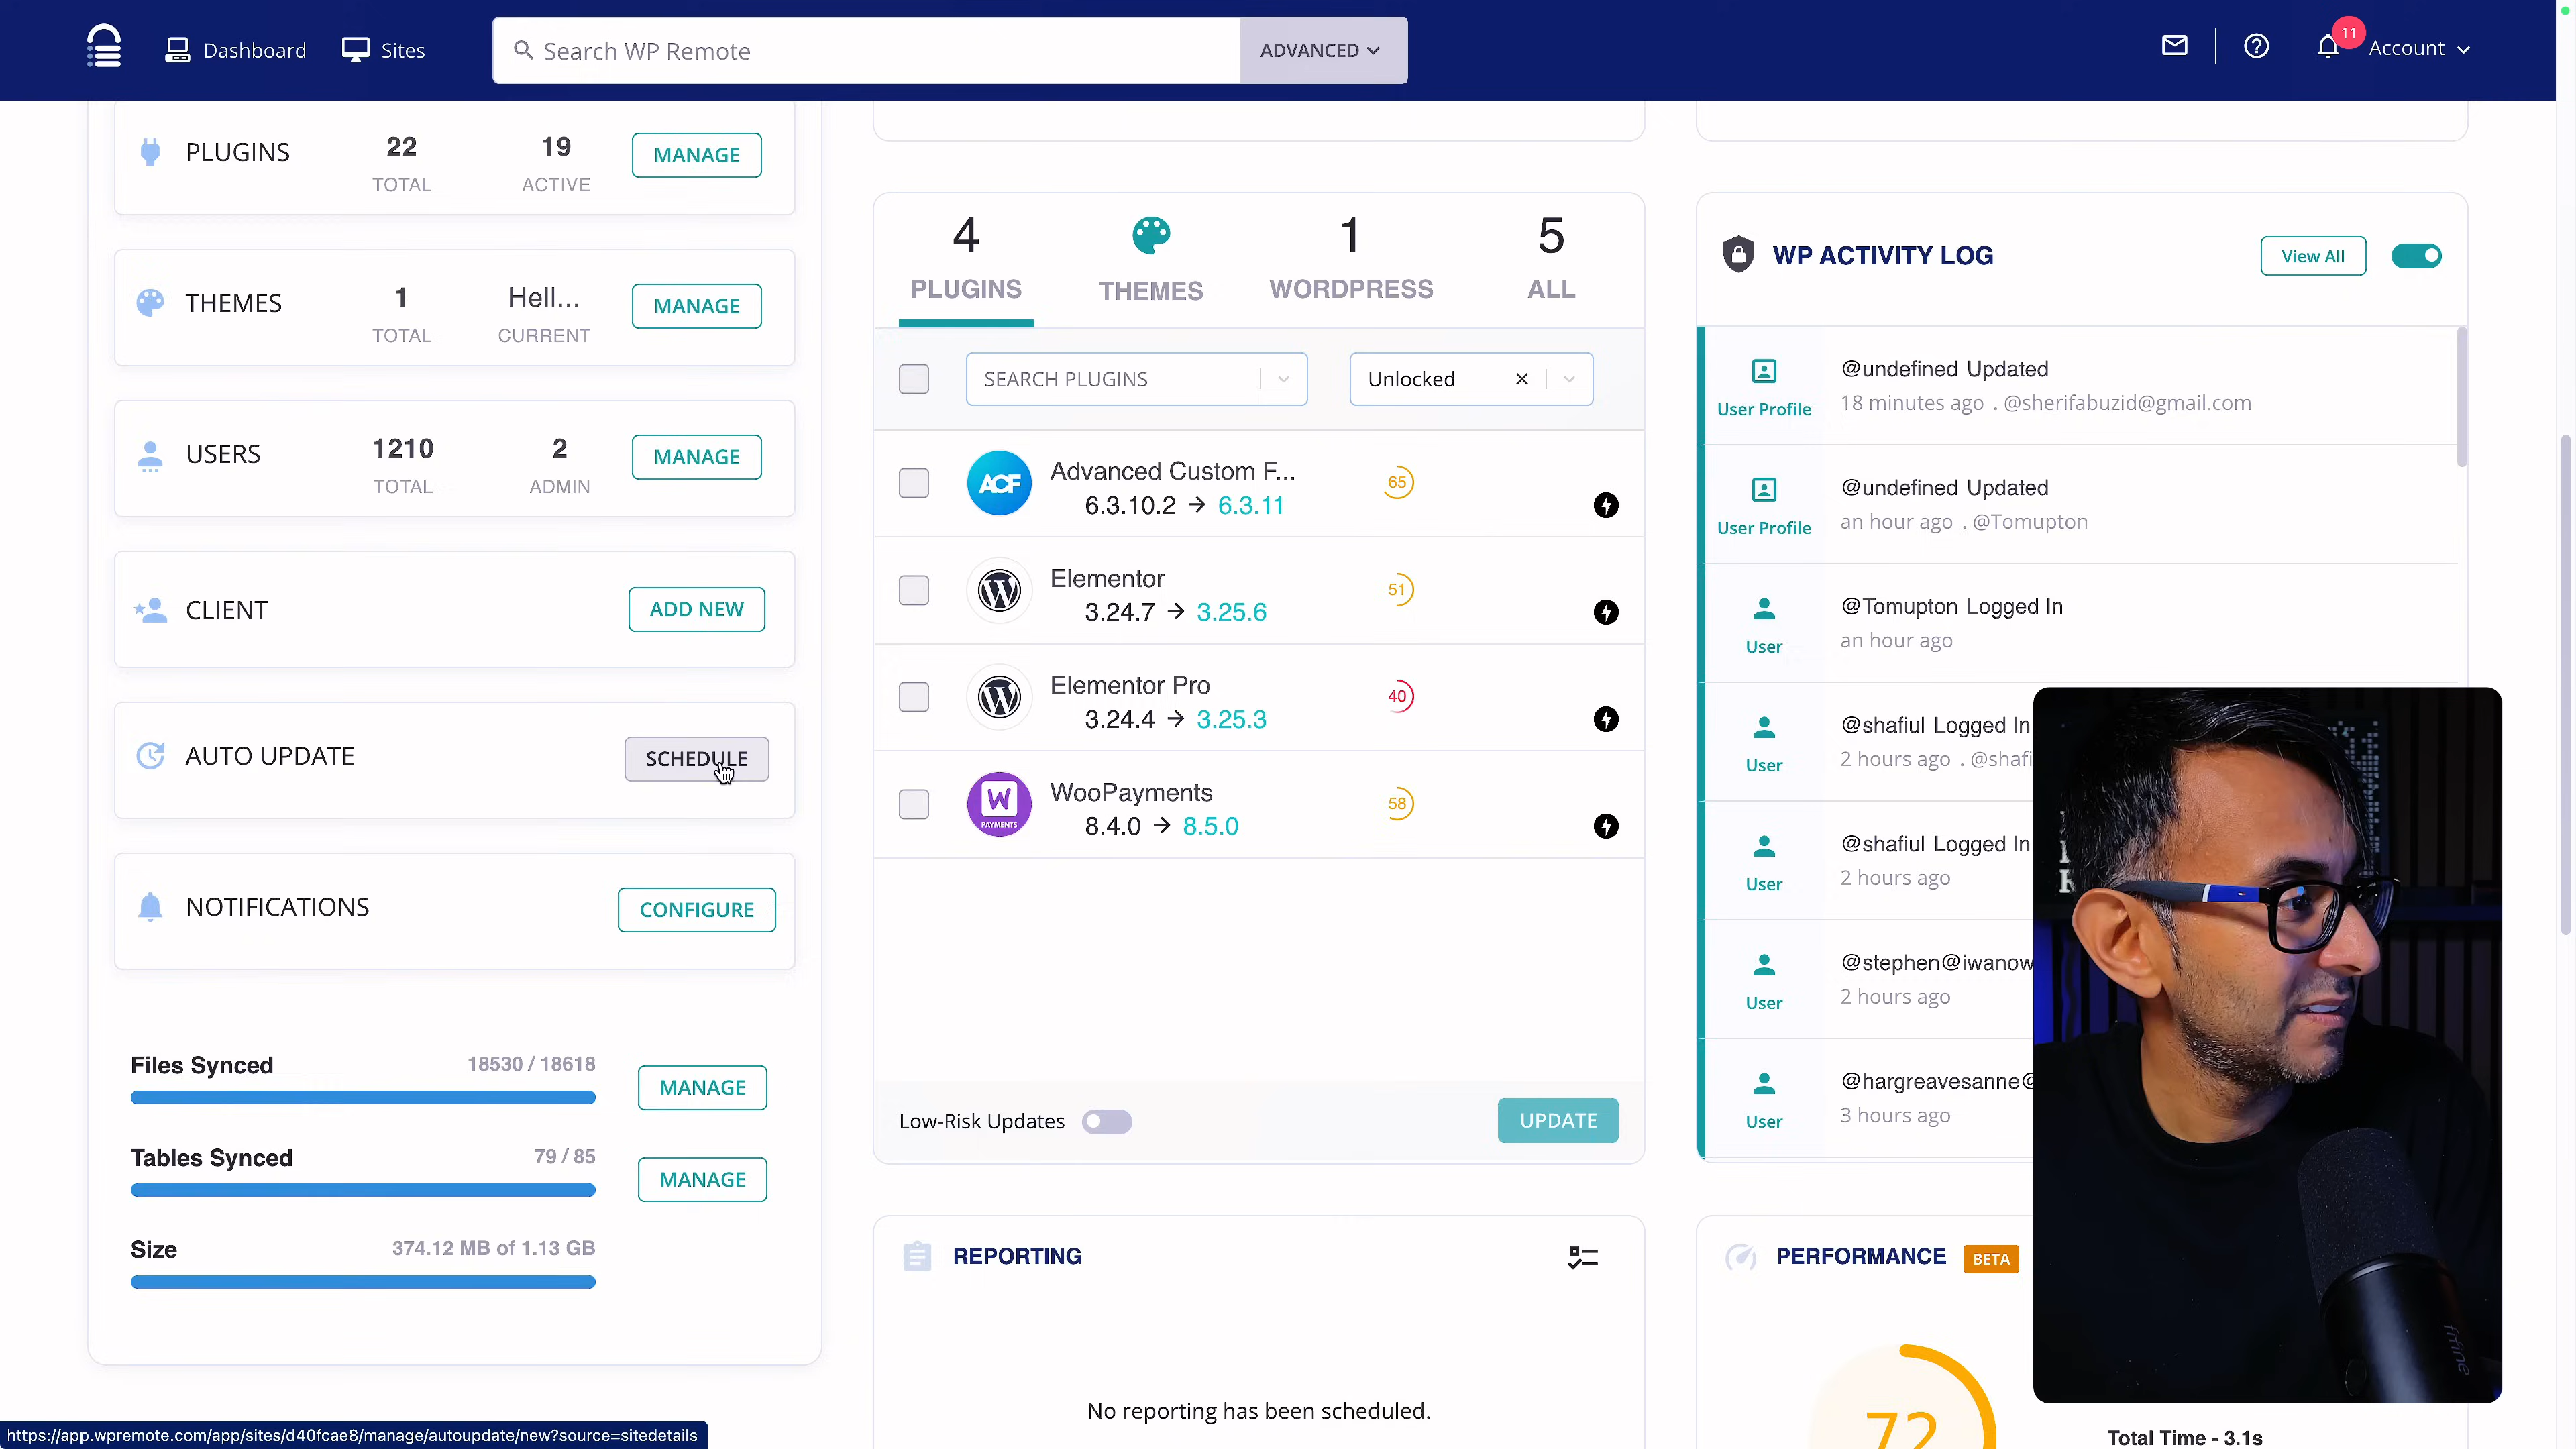 Dashboard
Sites
Search WP Remote
ADVANCED
11
Account
PLUGINS
22
TOTAL
19
ACTIVE
MANAGE
THEMES
1
TOTAL
Hell...
CURRENT
MANAGE
USERS
1210
TOTAL
2
ADMIN
MANAGE
CLIENT
ADD NEW
AUTO UPDATE
SCHEDULE
NOTIFICATIONS
CONFIGURE
Files Synced
18530 / 18618
MANAGE
Tables Synced
79 / 85
MANAGE
Size
374.12 MB of 1.13 GB
4
PLUGINS
THEMES
1
WORDPRESS
5
ALL
SEARCH PLUGINS
Unlocked
ACF
Advanced Custom F...
6.3.10.2 → 6.3.11
65
Elementor
3.24.7 → 3.25.6
51
Elementor Pro
3.24.4 → 3.25.3
40
W
PAYMENTS
WooPayments
8.4.0 → 8.5.0
58
Low-Risk Updates
UPDATE
REPORTING
No reporting has been scheduled.
WP ACTIVITY LOG
View All
User Profile
@undefined Updated
18 minutes ago . @sherifabuzid@gmail.com
User Profile
@undefined Updated
an hour ago . @Tomupton
User
@Tomupton Logged In
an hour ago
User
@shafiul Logged In
2 hours ago . @shafi
User
@shafiul Logged In
2 hours ago
User
@stephen@iwanow
2 hours ago
User
@hargreavesanne@
3 hours ago
PERFORMANCE
BETA
72
Total Time - 3.1s
fifine
https://app.wpremote.com/app/sites/d40fcae8/manage/autoupdate/new?source=sitedetails